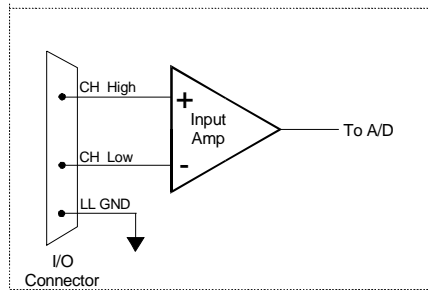 CH High
+
Input
Amp
To A/D
CH Low
-
LL GND
I/O
Connector